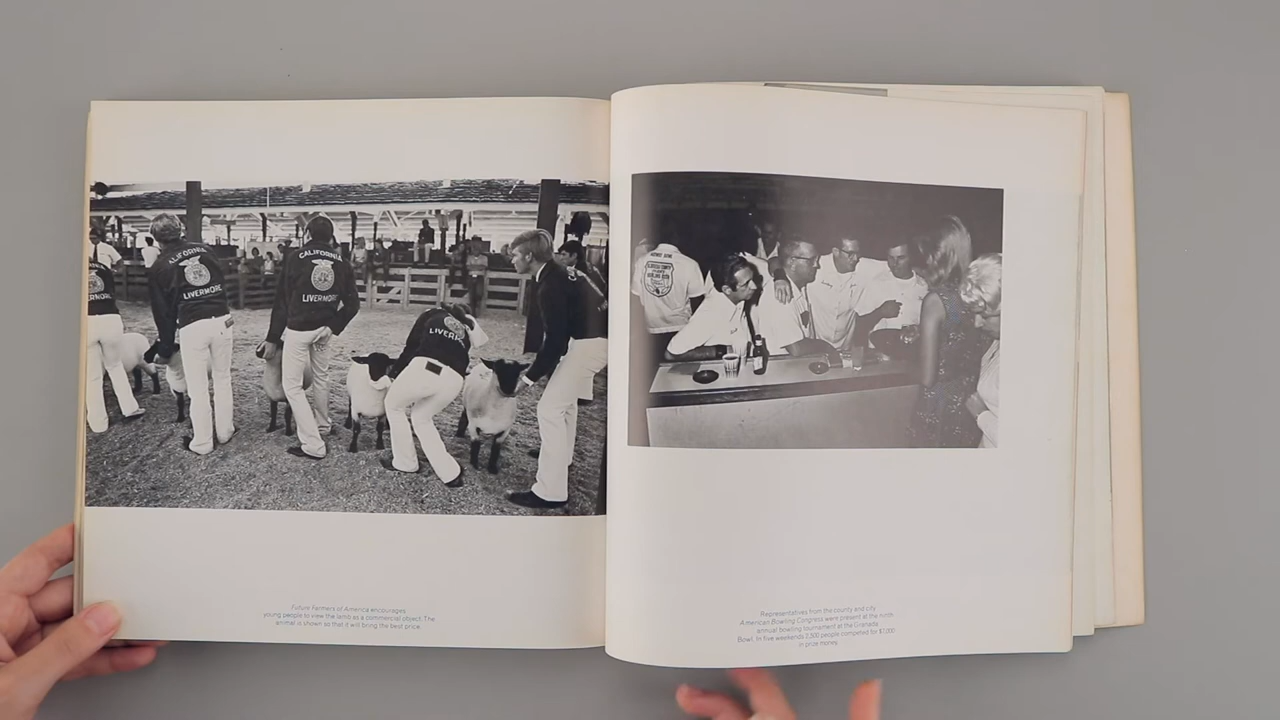 CALIFORNIA
LIVERMORE
CALIFORNIA
LIVERMORE
Future Farmers of America encourages
young people to view the lamb as a commercial object. The
animal is shown so that it will bring the best price.
Representatives from the county and city
American Bowling Congress were present at the ninth
annual bowling tournament at the Granada
Bowl. In five weekends 2,500 people competed for $7,000
in prize money.